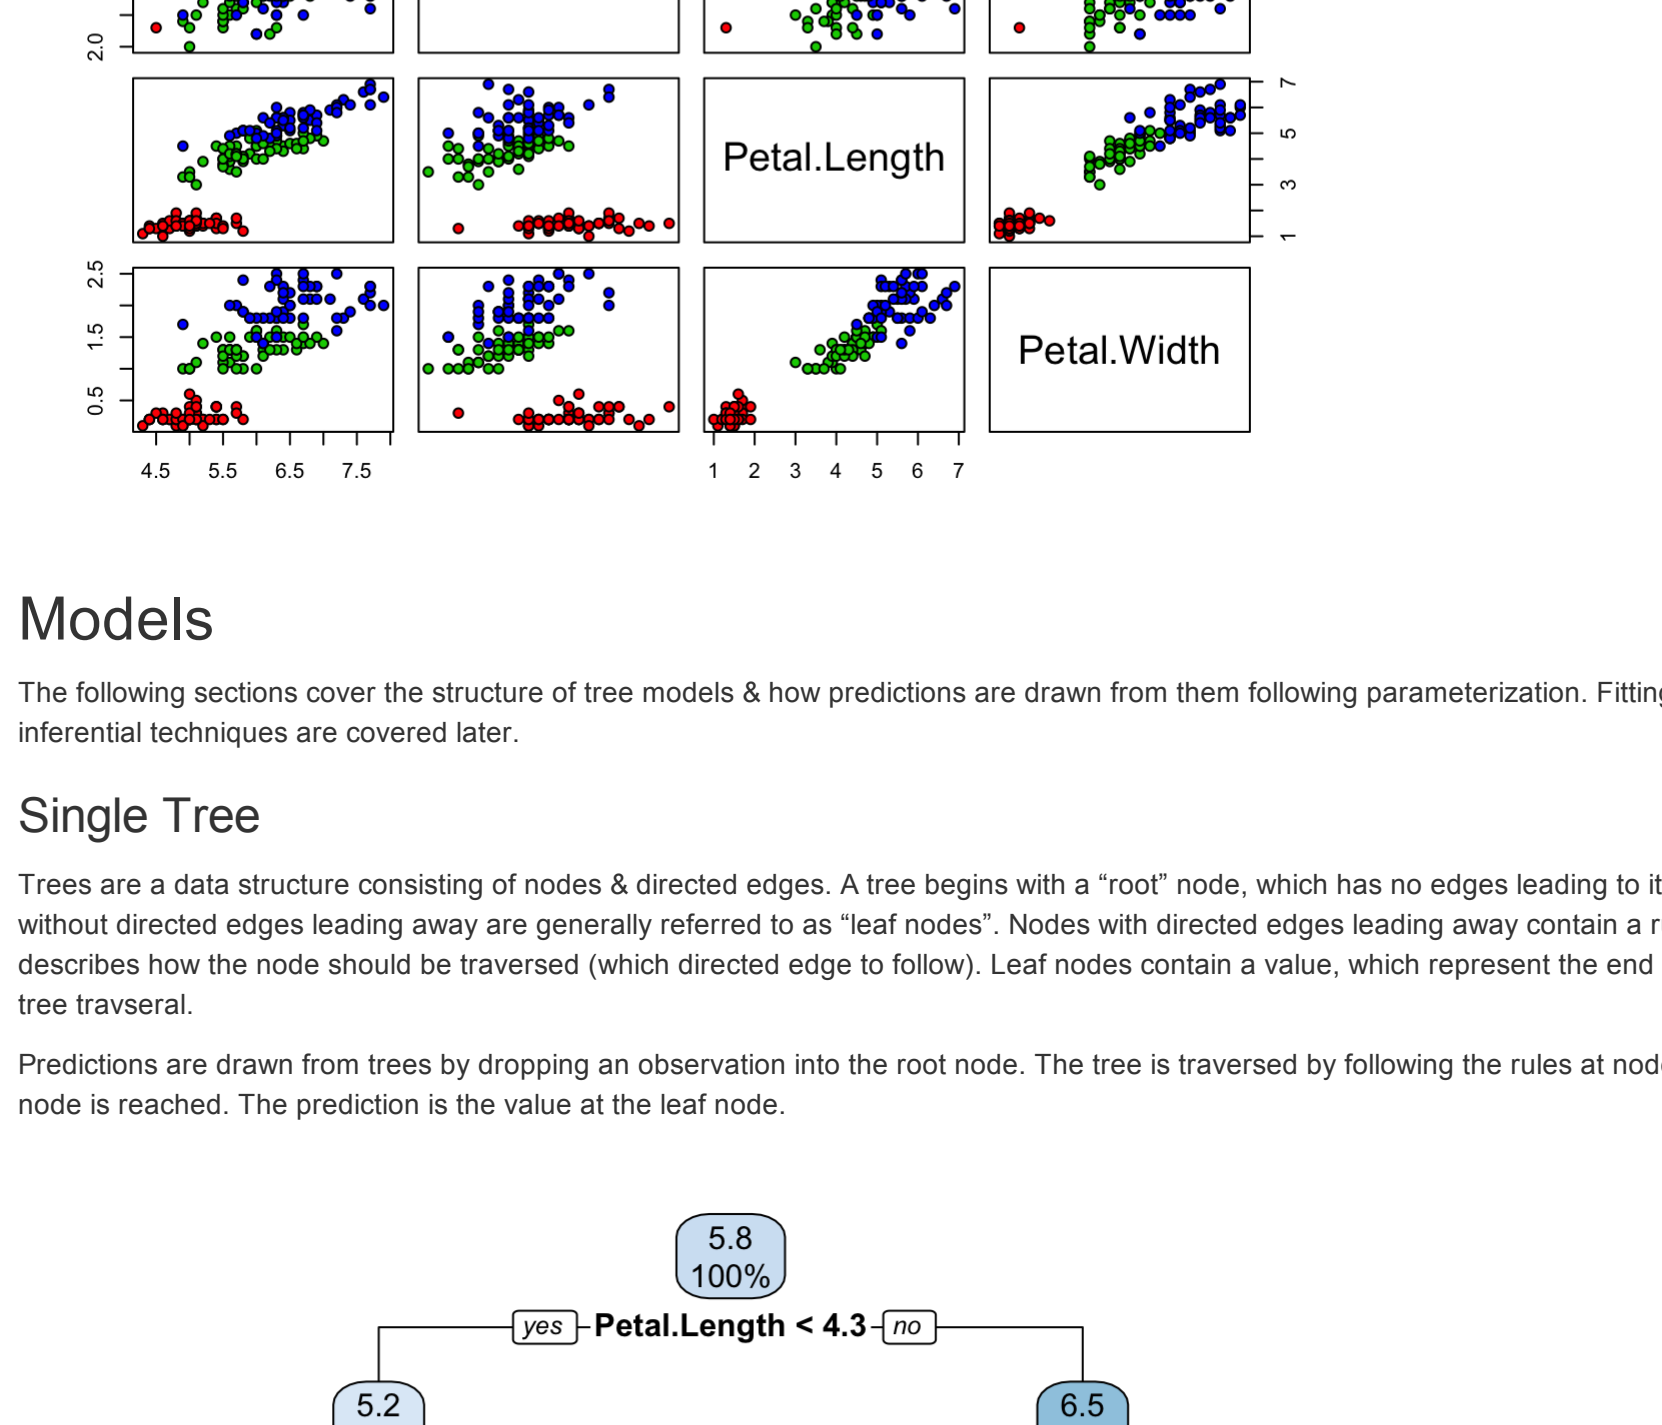 2.0
Petal.Length
7
5
3
1
2.5
1.5
0.5
Petal.Width
4.5 5.5 6.5 7.5 1 2 3 4 5 6 7
Models
The following sections cover the structure of tree models & how predictions are drawn from them following parameterization.
inferential techniques are covered later.
Single Tree
Trees are a data structure consisting of nodes & directed edges. A tree begins with a “root” node, which has no edges leading to it
without directed edges leading away are generally referred to as “leaf nodes”. Nodes with directed edges leading away contain a
describes how the node should be traversed (which directed edge to follow). Leaf nodes contain a value, which represent the end
tree travseral.
Predictions are drawn from trees by dropping an observation into the root node. The tree is traversed by following the rules at
node is reached. The prediction is the value at the leaf node.
5.8
100%
yes Petal.Length < 4.3 no
5.2 6.5